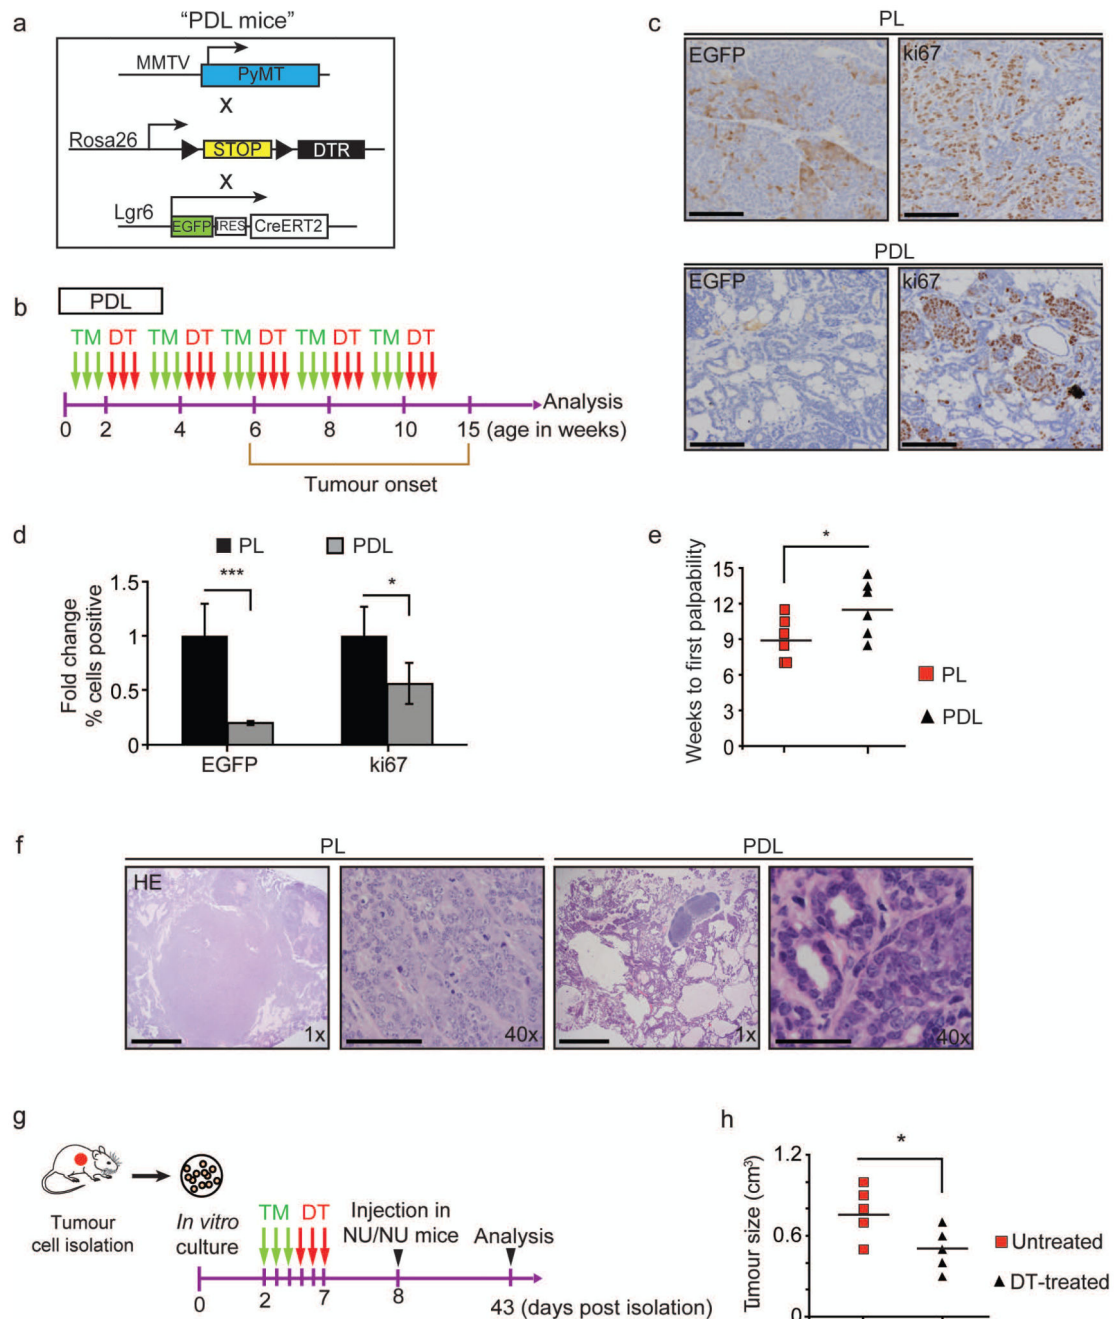 a
"PDL mice"
MMTV
PyMT
x
Rosa26
STOP
DTR
x
Lgr6
EGFP
IRES
CreERT2
b
PDL
TM DT TM DT TM DT TM DT TM DT
Analysis
0 2 4 6 8 10 15 (age in weeks)
Tumour onset
c
PL
EGFP
ki67
PDL
EGFP
ki67
d
PL
PDL
Fold change
% cells positive
1.5
1
0.5
0
***
*
EGFP
ki67
e
Weeks to first palpability
15
12
9
6
3
0
*
PL
PDL
f
PL
PDL
HE
1x
40x
1x
40x
g
Tumour
cell isolation
In vitro
culture
TM DT
Injection in
NU/NU mice
Analysis
0 2 7 8 43 (days post isolation)
h
Tumour size (cm³)
1.2
0.6
0
*
Untreated
DT-treated